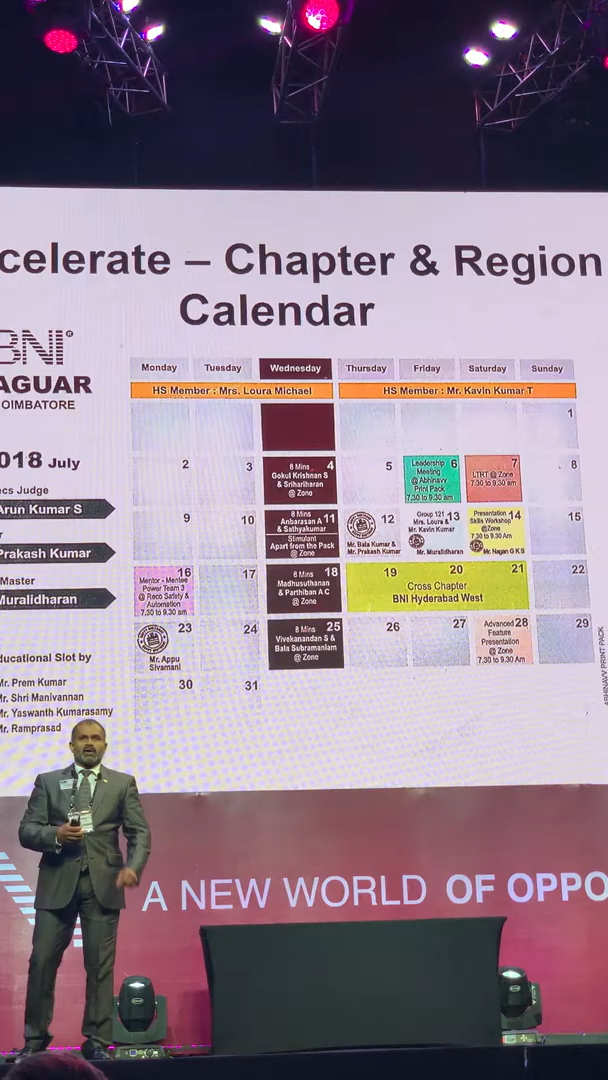 celerate – Chapter & Region
Calendar
BNI®
AGUAR
OIMBATORE
018 July
ecs Judge
Arun Kumar S
r
Prakash Kumar
Master
Muralidharan
ducational Slot by
Mr. Prem Kumar
Mr. Shri Manivannan
Mr. Yaswanth Kumarasamy
Mr. Ramprasad
Monday Tuesday Wednesday Thursday Friday Saturday Sunday
HS Member : Mrs. Loura Michael HS Member : Mr. Kavin Kumar T
1
2 3 4 5 6 7 8
8 Mins
Gokul Krishnan S
& Srihariharan
@ Zone
Leadership
Meeting
@ Abhinav
Print Pack
7.30 to 9.30 am
LTRT @ Zone
7.30 to 9.30 am
9 10 11 12 13 14 15
8 Mins
Anbarasan A
& Sathyakumar
Stimulant
Apart from the Pack
@ Zone
Mr. Bala Kumar &
Mr. Prakash Kumar
Group 121
Mrs. Loura &
Mr. Kavin Kumar
Mr. Muralidharan
Presentation
Skills Workshop
@Zone
7.30 to 9.30 Am
Mr. Nagan G K S
16 17 18 19 20 21 22
Mentor - Mentee
Power Team 3
@ Reco Safety &
Automation
7.30 to 9.30 am
8 Mins
Madhusuthanan
& Parthiban A C
@ Zone
Cross Chapter
BNI Hyderabad West
23 24 25 26 27 28 29
Mr. Appu
Sivamani
8 Mins
Vivekanandan S &
Bala Subramaniam
@ Zone
Advanced
Feature
Presentation
@ Zone
7.30 to 9.30 Am
30 31
ABHINAVV PRINT PACK
A NEW WORLD OF OPPO